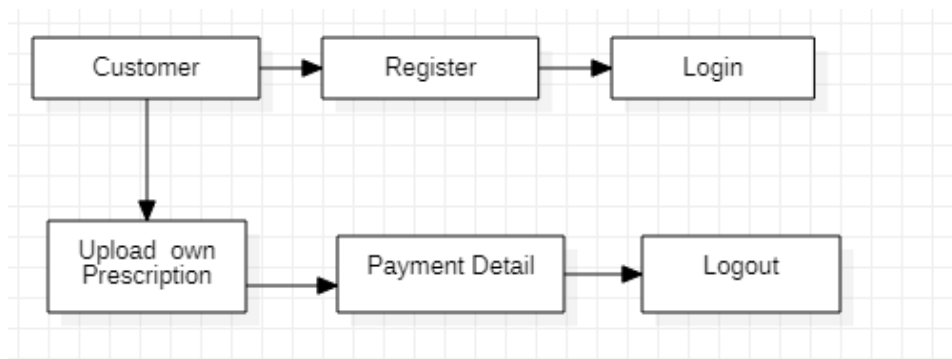 Customer
Register
Login
Upload own
Prescription
Payment Detail
Logout